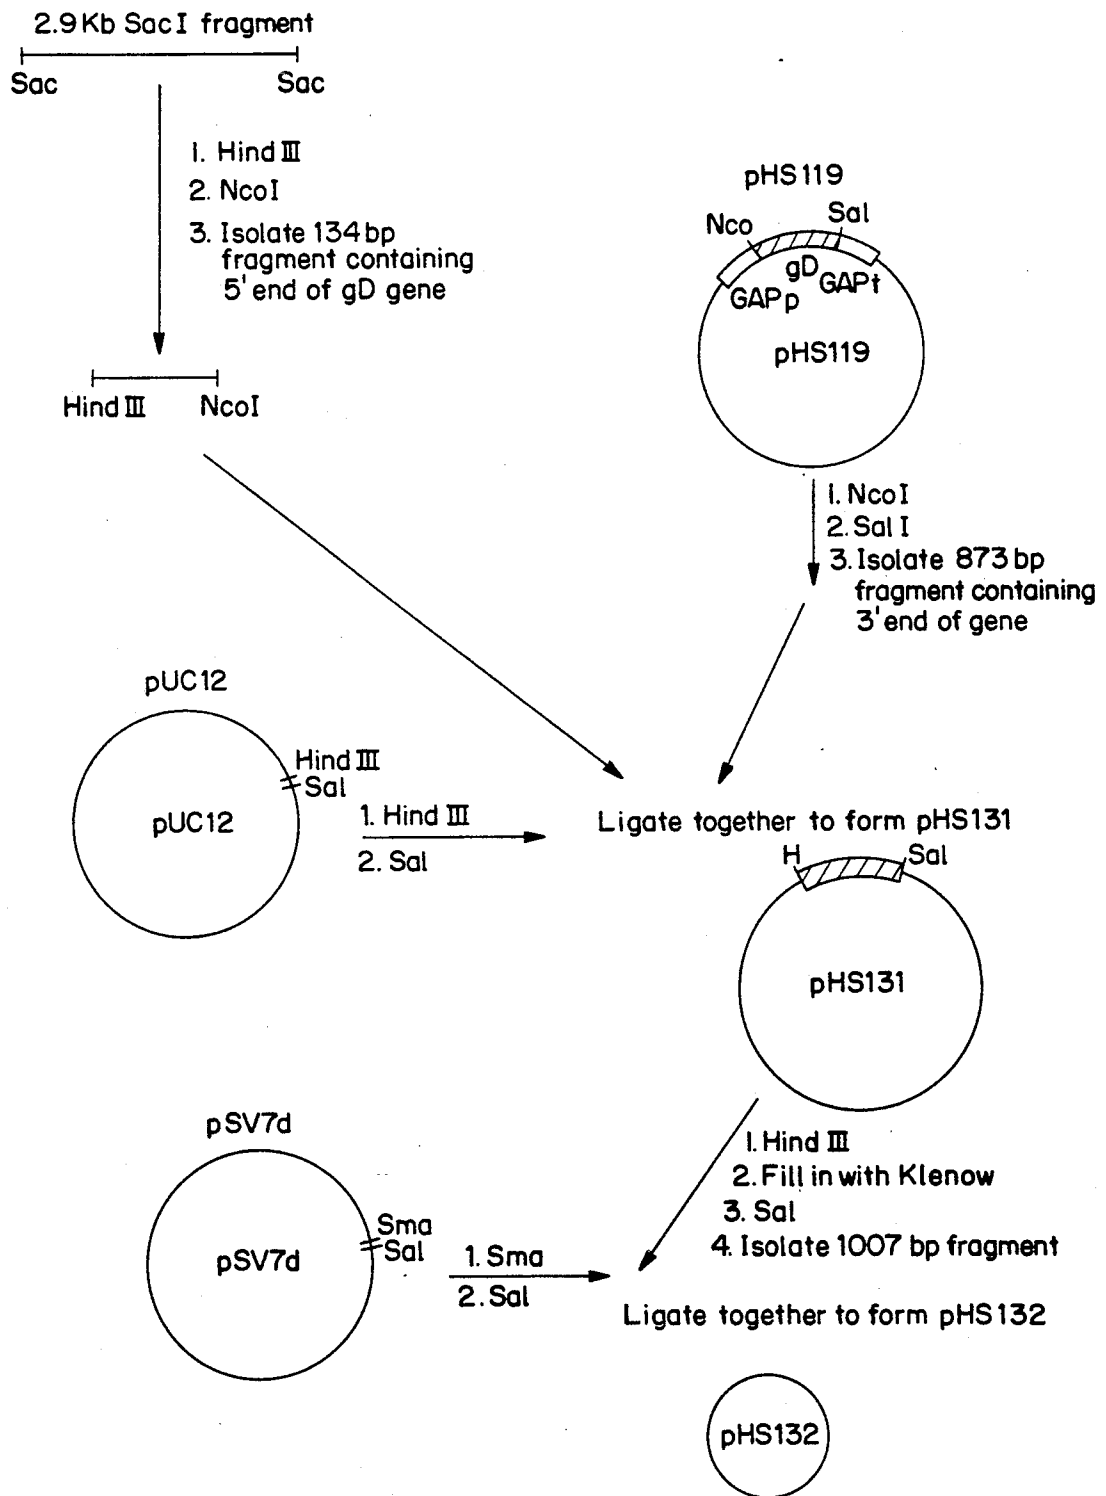 2.9 Kb Sac I fragment
Sac Sac
1. Hind III
2. Nco I
3. Isolate 134 bp
fragment containing
5' end of gD gene
Hind III Nco I
pHS119
Nco Sal
gD
GAPp GAPt
pHS119
1. Nco I
2. Sal I
3. Isolate 873 bp
fragment containing
3' end of gene
pUC12
Hind III
Sal
pUC12
1. Hind III
2. Sal
Ligate together to form pHS131
H Sal
pHS131
pSV7d
Sma
Sal
pSV7d
1. Sma
2. Sal
1. Hind III
2. Fill in with Klenow
3. Sal
4. Isolate 1007 bp fragment
Ligate together to form pHS132
pHS132